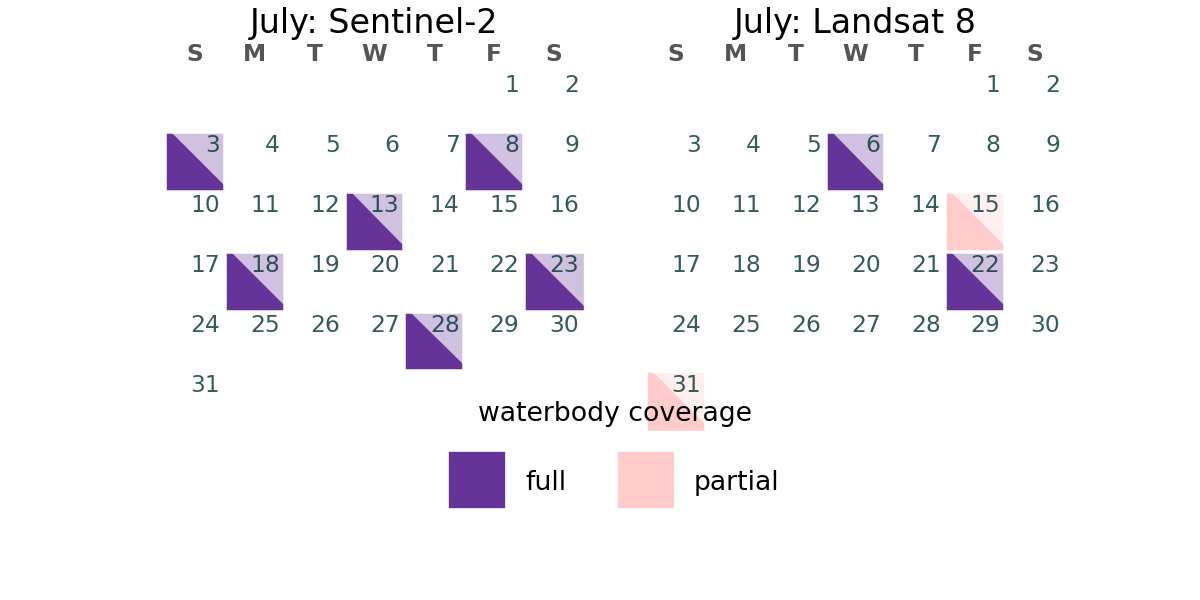 July: Sentinel-2
S M T W T F S
1 2
3 4 5 6 7 8 9
10 11 12 13 14 15 16
17 18 19 20 21 22 23
24 25 26 27 28 29 30
31
July: Landsat 8
S M T W T F S
1 2
3 4 5 6 7 8 9
10 11 12 13 14 15 16
17 18 19 20 21 22 23
24 25 26 27 28 29 30
31
waterbody coverage
full partial